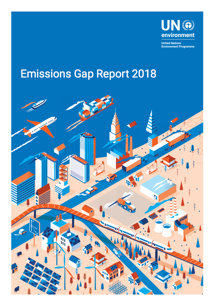 UN
environment
United Nations
Environment Programme
Emissions Gap Report 2018